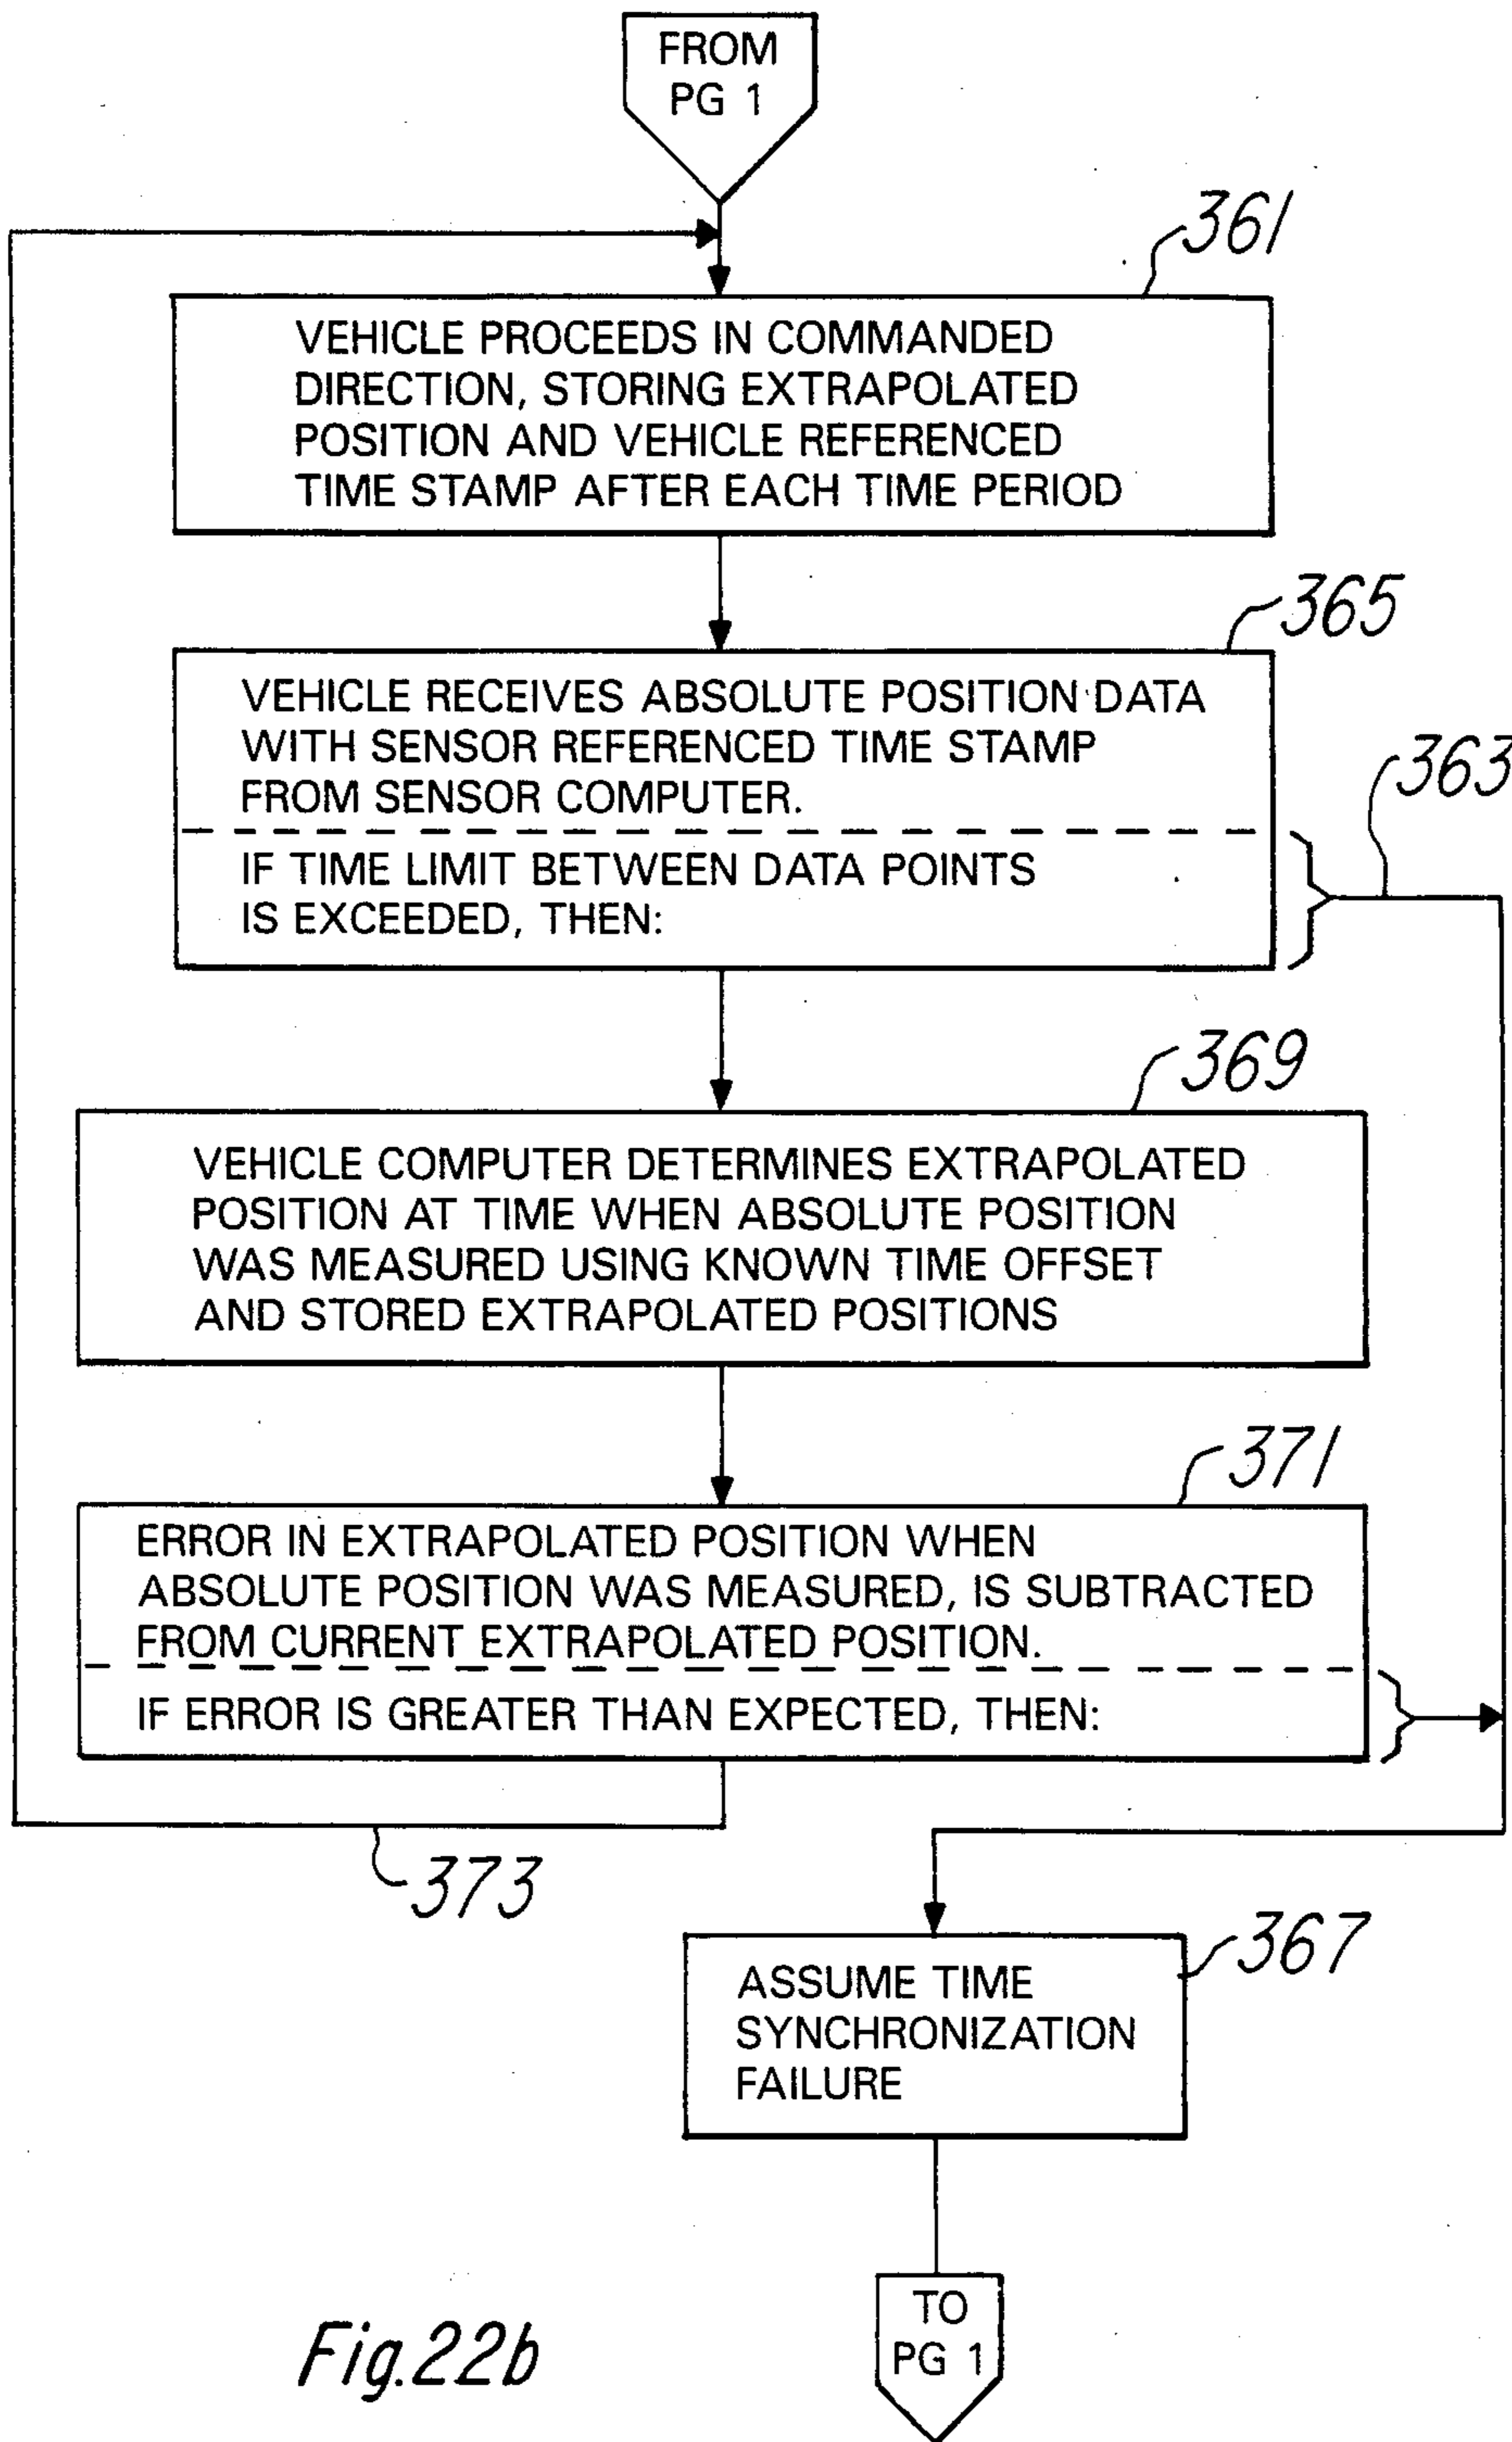 FROM
PG 1
361
VEHICLE PROCEEDS IN COMMANDED
DIRECTION, STORING EXTRAPOLATED
POSITION AND VEHICLE REFERENCED
TIME STAMP AFTER EACH TIME PERIOD
365
VEHICLE RECEIVES ABSOLUTE POSITION DATA
WITH SENSOR REFERENCED TIME STAMP
FROM SENSOR COMPUTER.
363
IF TIME LIMIT BETWEEN DATA POINTS
IS EXCEEDED, THEN:
369
VEHICLE COMPUTER DETERMINES EXTRAPOLATED
POSITION AT TIME WHEN ABSOLUTE POSITION
WAS MEASURED USING KNOWN TIME OFFSET
AND STORED EXTRAPOLATED POSITIONS
371
ERROR IN EXTRAPOLATED POSITION WHEN
ABSOLUTE POSITION WAS MEASURED, IS SUBTRACTED
FROM CURRENT EXTRAPOLATED POSITION.
IF ERROR IS GREATER THAN EXPECTED, THEN:
373
367
ASSUME TIME
SYNCHRONIZATION
FAILURE
TO
PG 1
Fig.22b